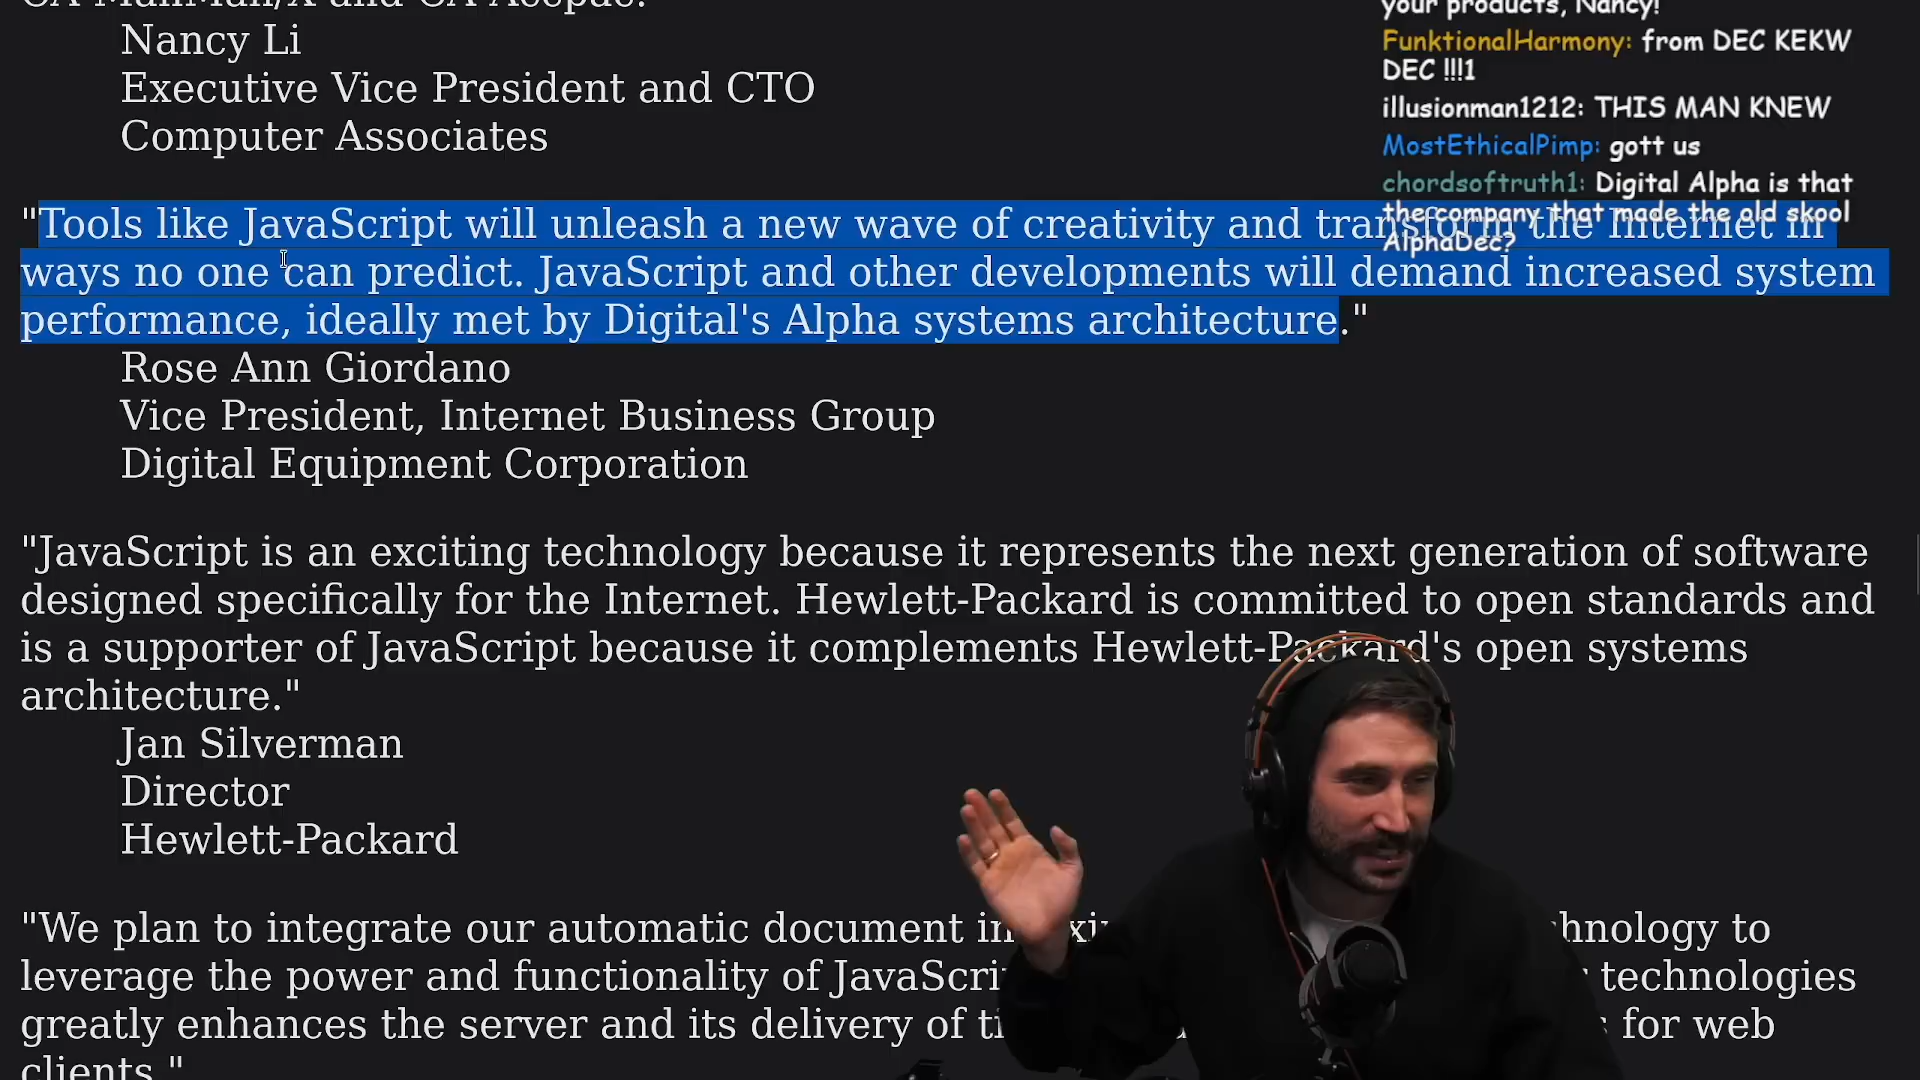 Nancy Li
Executive Vice President and CTO
Computer Associates
"Tools like JavaScript will unleash a new wave of creativity and transform the Internet in
ways no one can predict. JavaScript and other developments will demand increased system
performance, ideally met by Digital's Alpha systems architecture."
Rose Ann Giordano
Vice President, Internet Business Group
Digital Equipment Corporation
"JavaScript is an exciting technology because it represents the next generation of software
designed specifically for the Internet. Hewlett-Packard is committed to open standards and
is a supporter of JavaScript because it complements Hewlett-Packard's open systems
architecture."
Jan Silverman
Director
Hewlett-Packard
"We plan to integrate our automatic document to
leverage the power and functionality of technologies
greatly enhances the server and its delivery of for web
clients."
your products, Nancy!
FunktionalHarmony: from DEC KEKW
DEC !!!1
illusionman1212: THIS MAN KNEW
MostEthicalPimp: gott us
chordsoftruth1: Digital Alpha is that
the company that made the old skool
AlphaDec?